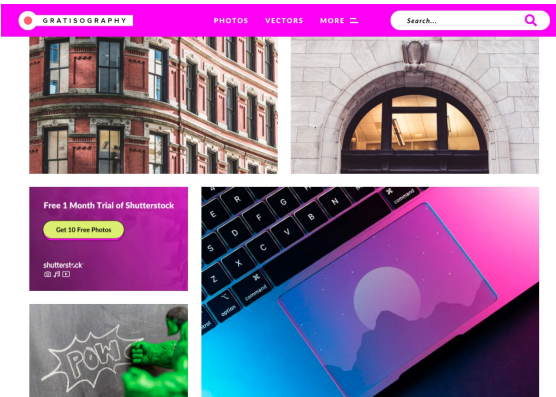 GRATISOGRAPHY
PHOTOS VECTORS MORE
Search...
Free 1 Month Trial of Shutterstock
Get 10 Free Photos
shutterstock
POW
E R
D F G
S X C V B N
Z
⌘
command
⌘
command
⌥
option
control